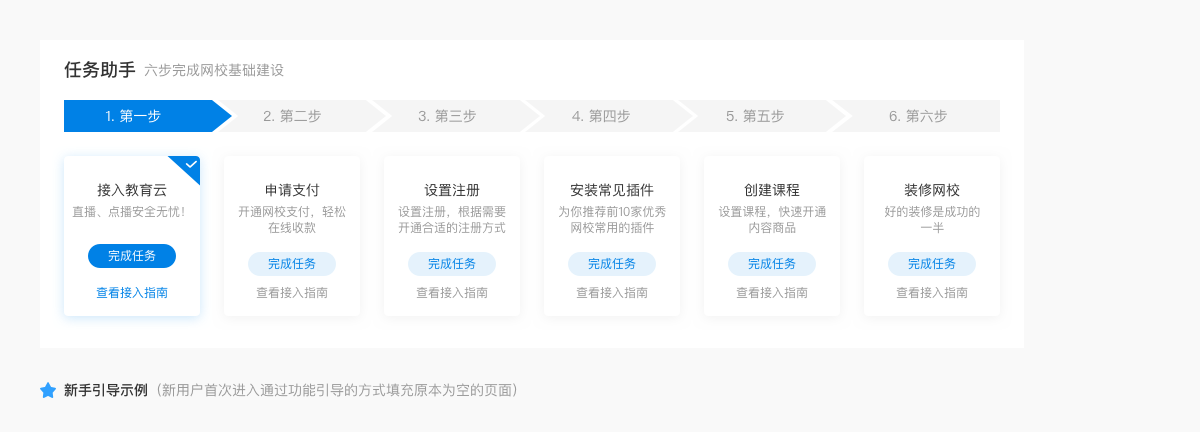 任务助手 六步完成网校基础建设
1. 第一步
2. 第二步
3. 第三步
4. 第四步
5. 第五步
6. 第六步
接入教育云
直播、点播安全无忧！
完成任务
查看接入指南
申请支付
开通网校支付，轻松
在线收款
完成任务
查看接入指南
设置注册
设置注册，根据需要
开通合适的注册方式
完成任务
查看接入指南
安装常见插件
为你推荐前10家优秀
网校常用的插件
完成任务
查看接入指南
创建课程
设置课程，快速开通
内容商品
完成任务
查看接入指南
装修网校
好的装修是成功的
一半
完成任务
查看接入指南
新手引导示例（新用户首次进入通过功能引导的方式填充原本为空的页面）